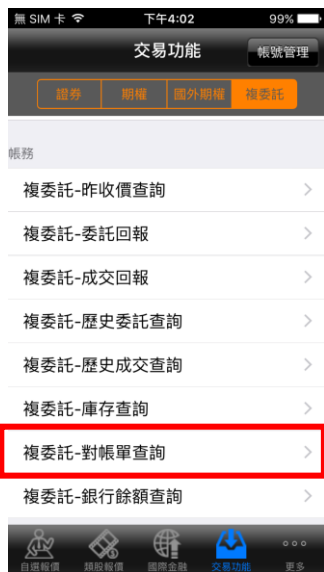 無 SIM 卡 下午4:02 99%
交易功能 帳號管理
證券 期權 國外期權 複委託
帳務
複委託-昨收價查詢
複委託-委託回報
複委託-成交回報
複委託-歷史委託查詢
複委託-歷史成交查詢
複委託-庫存查詢
複委託-對帳單查詢
複委託-銀行餘額查詢
自選報價 類股報價 國際金融 交易功能 更多